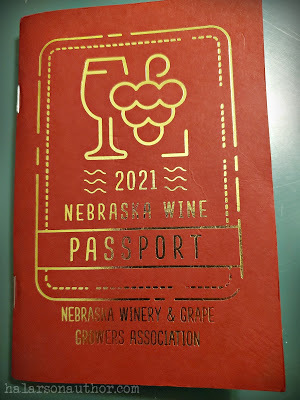 2021
NEBRASKA WINE
PASSPORT
NEBRASKA WINERY & GRAPE
GROWERS ASSOCIATION
halarsonauthor.com